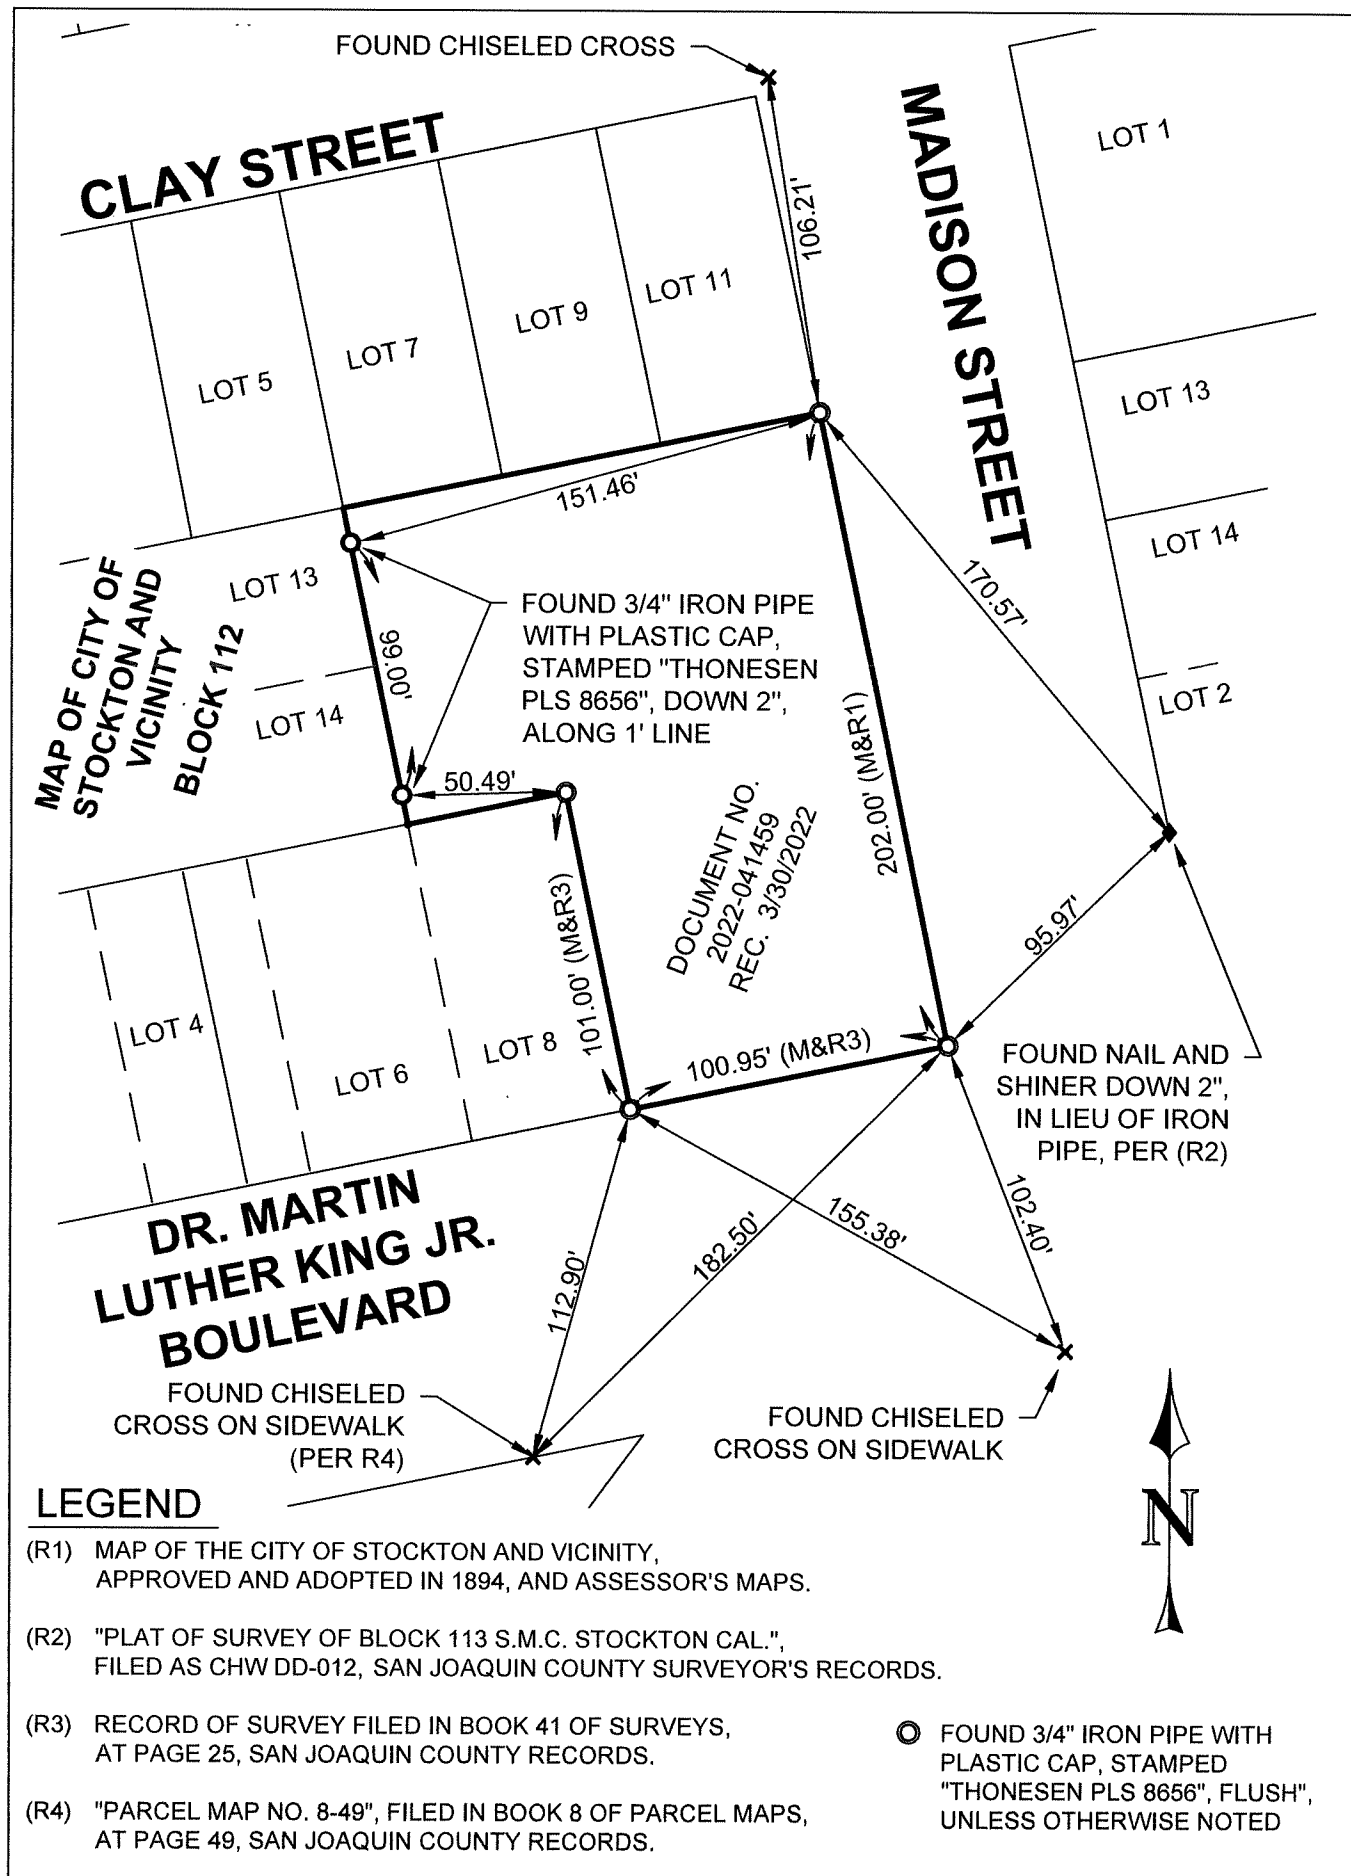 FOUND CHISELED CROSS
CLAY STREET
MADISON STREET
LOT 1
106.21'
LOT 11
LOT 9
LOT 7
LOT 5
LOT 13
151.46'
LOT 14
170.57'
MAP OF CITY OF
STOCKTON AND
VICINITY
BLOCK 112
LOT 13
99.00'
LOT 14
FOUND 3/4" IRON PIPE
WITH PLASTIC CAP,
STAMPED "THONESEN
PLS 8656", DOWN 2",
ALONG 1' LINE
LOT 2
50.49'
202.00' (M&R1)
DOCUMENT NO.
2022-041459
REC. 3/30/2022
101.00' (M&R3)
95.97'
LOT 4
LOT 6
LOT 8
100.95' (M&R3)
FOUND NAIL AND
SHINER DOWN 2",
IN LIEU OF IRON
PIPE, PER (R2)
DR. MARTIN
LUTHER KING JR.
BOULEVARD
112.90'
182.50'
155.38'
102.40'
FOUND CHISELED
CROSS ON SIDEWALK
(PER R4)
FOUND CHISELED
CROSS ON SIDEWALK
N
LEGEND
(R1) MAP OF THE CITY OF STOCKTON AND VICINITY,
APPROVED AND ADOPTED IN 1894, AND ASSESSOR'S MAPS.
(R2) "PLAT OF SURVEY OF BLOCK 113 S.M.C. STOCKTON CAL.",
FILED AS CHW DD-012, SAN JOAQUIN COUNTY SURVEYOR'S RECORDS.
(R3) RECORD OF SURVEY FILED IN BOOK 41 OF SURVEYS,
AT PAGE 25, SAN JOAQUIN COUNTY RECORDS.
(R4) "PARCEL MAP NO. 8-49", FILED IN BOOK 8 OF PARCEL MAPS,
AT PAGE 49, SAN JOAQUIN COUNTY RECORDS.
FOUND 3/4" IRON PIPE WITH
PLASTIC CAP, STAMPED
"THONESEN PLS 8656", FLUSH",
UNLESS OTHERWISE NOTED